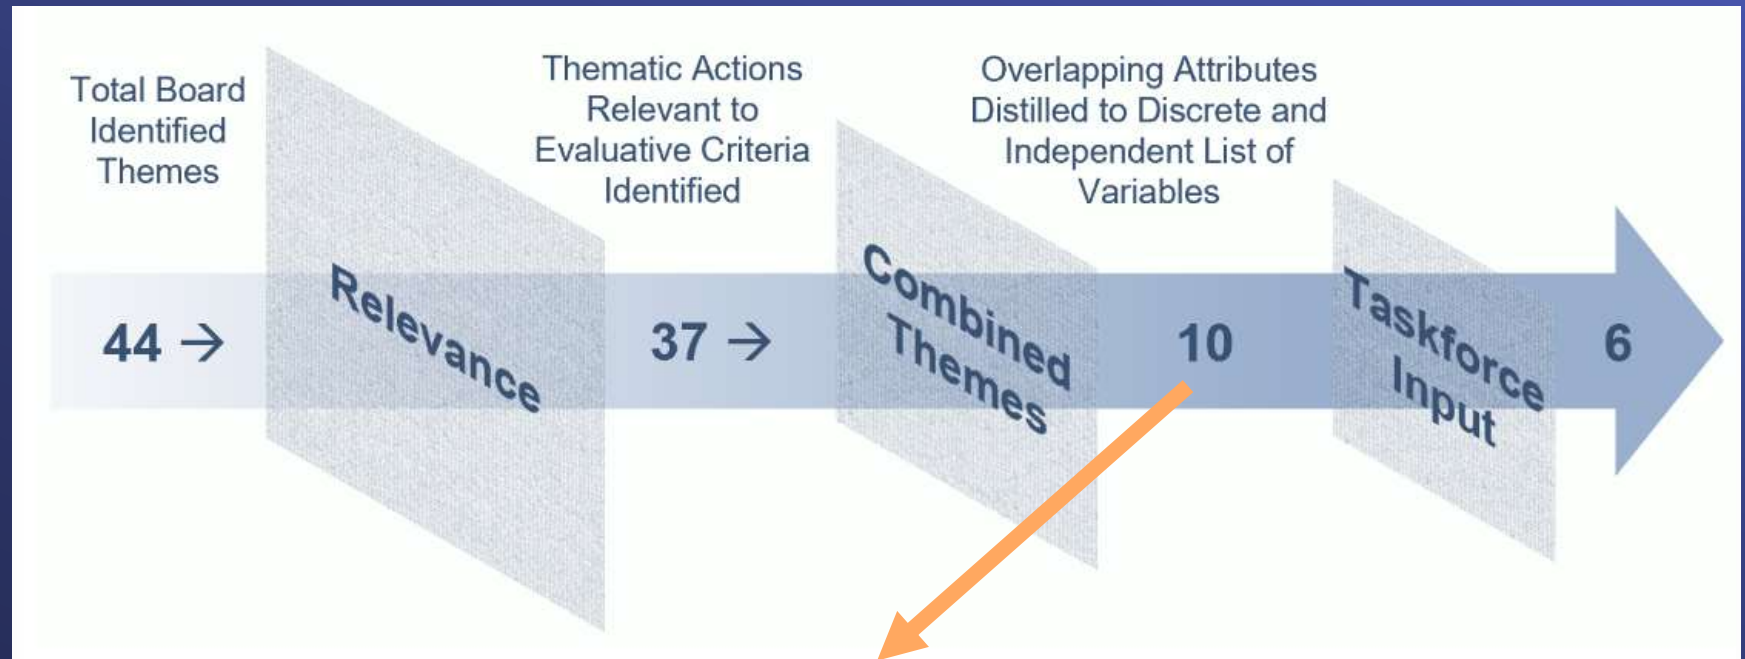 Total Board
Identified
Themes
Thematic Actions
Relevant to
Evaluative Criteria
Identified
Overlapping Attributes
Distilled to Discrete and
Independent List of
Variables
44 →
Relevance
37 →
Combined
Themes
10
Taskforce
Input
6